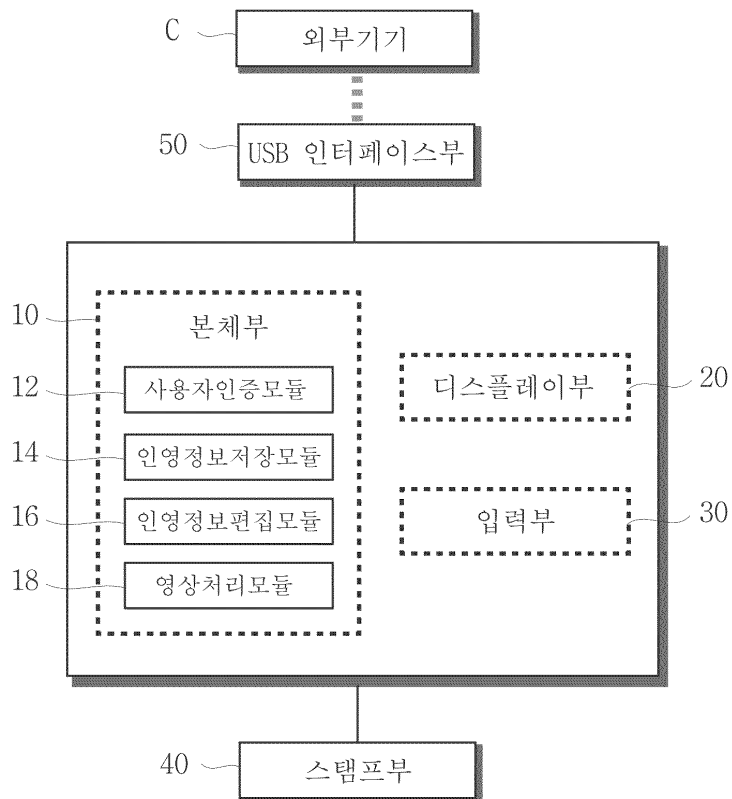 C
외부기기
50
USB 인터페이스부
10
본체부
12
사용자인증모듈
디스플레이부
20
14
인영정보저장모듈
16
인영정보편집모듈
입력부
30
18
영상처리모듈
40
스탬프부